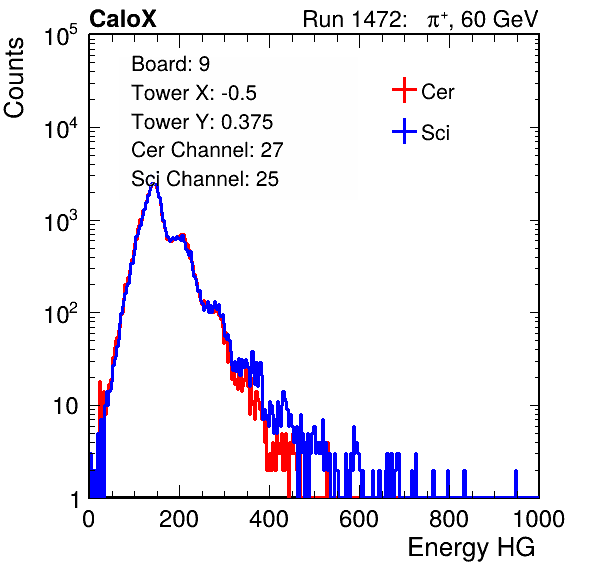 CaloX Run 1472: π⁺, 60 GeV
Counts
Board: 9
Tower X: -0.5
Tower Y: 0.375
Cer Channel: 27
Sci Channel: 25
Cer
Sci
10⁵
10⁴
10³
10²
10
1
0 200 400 600 800 1000
Energy HG